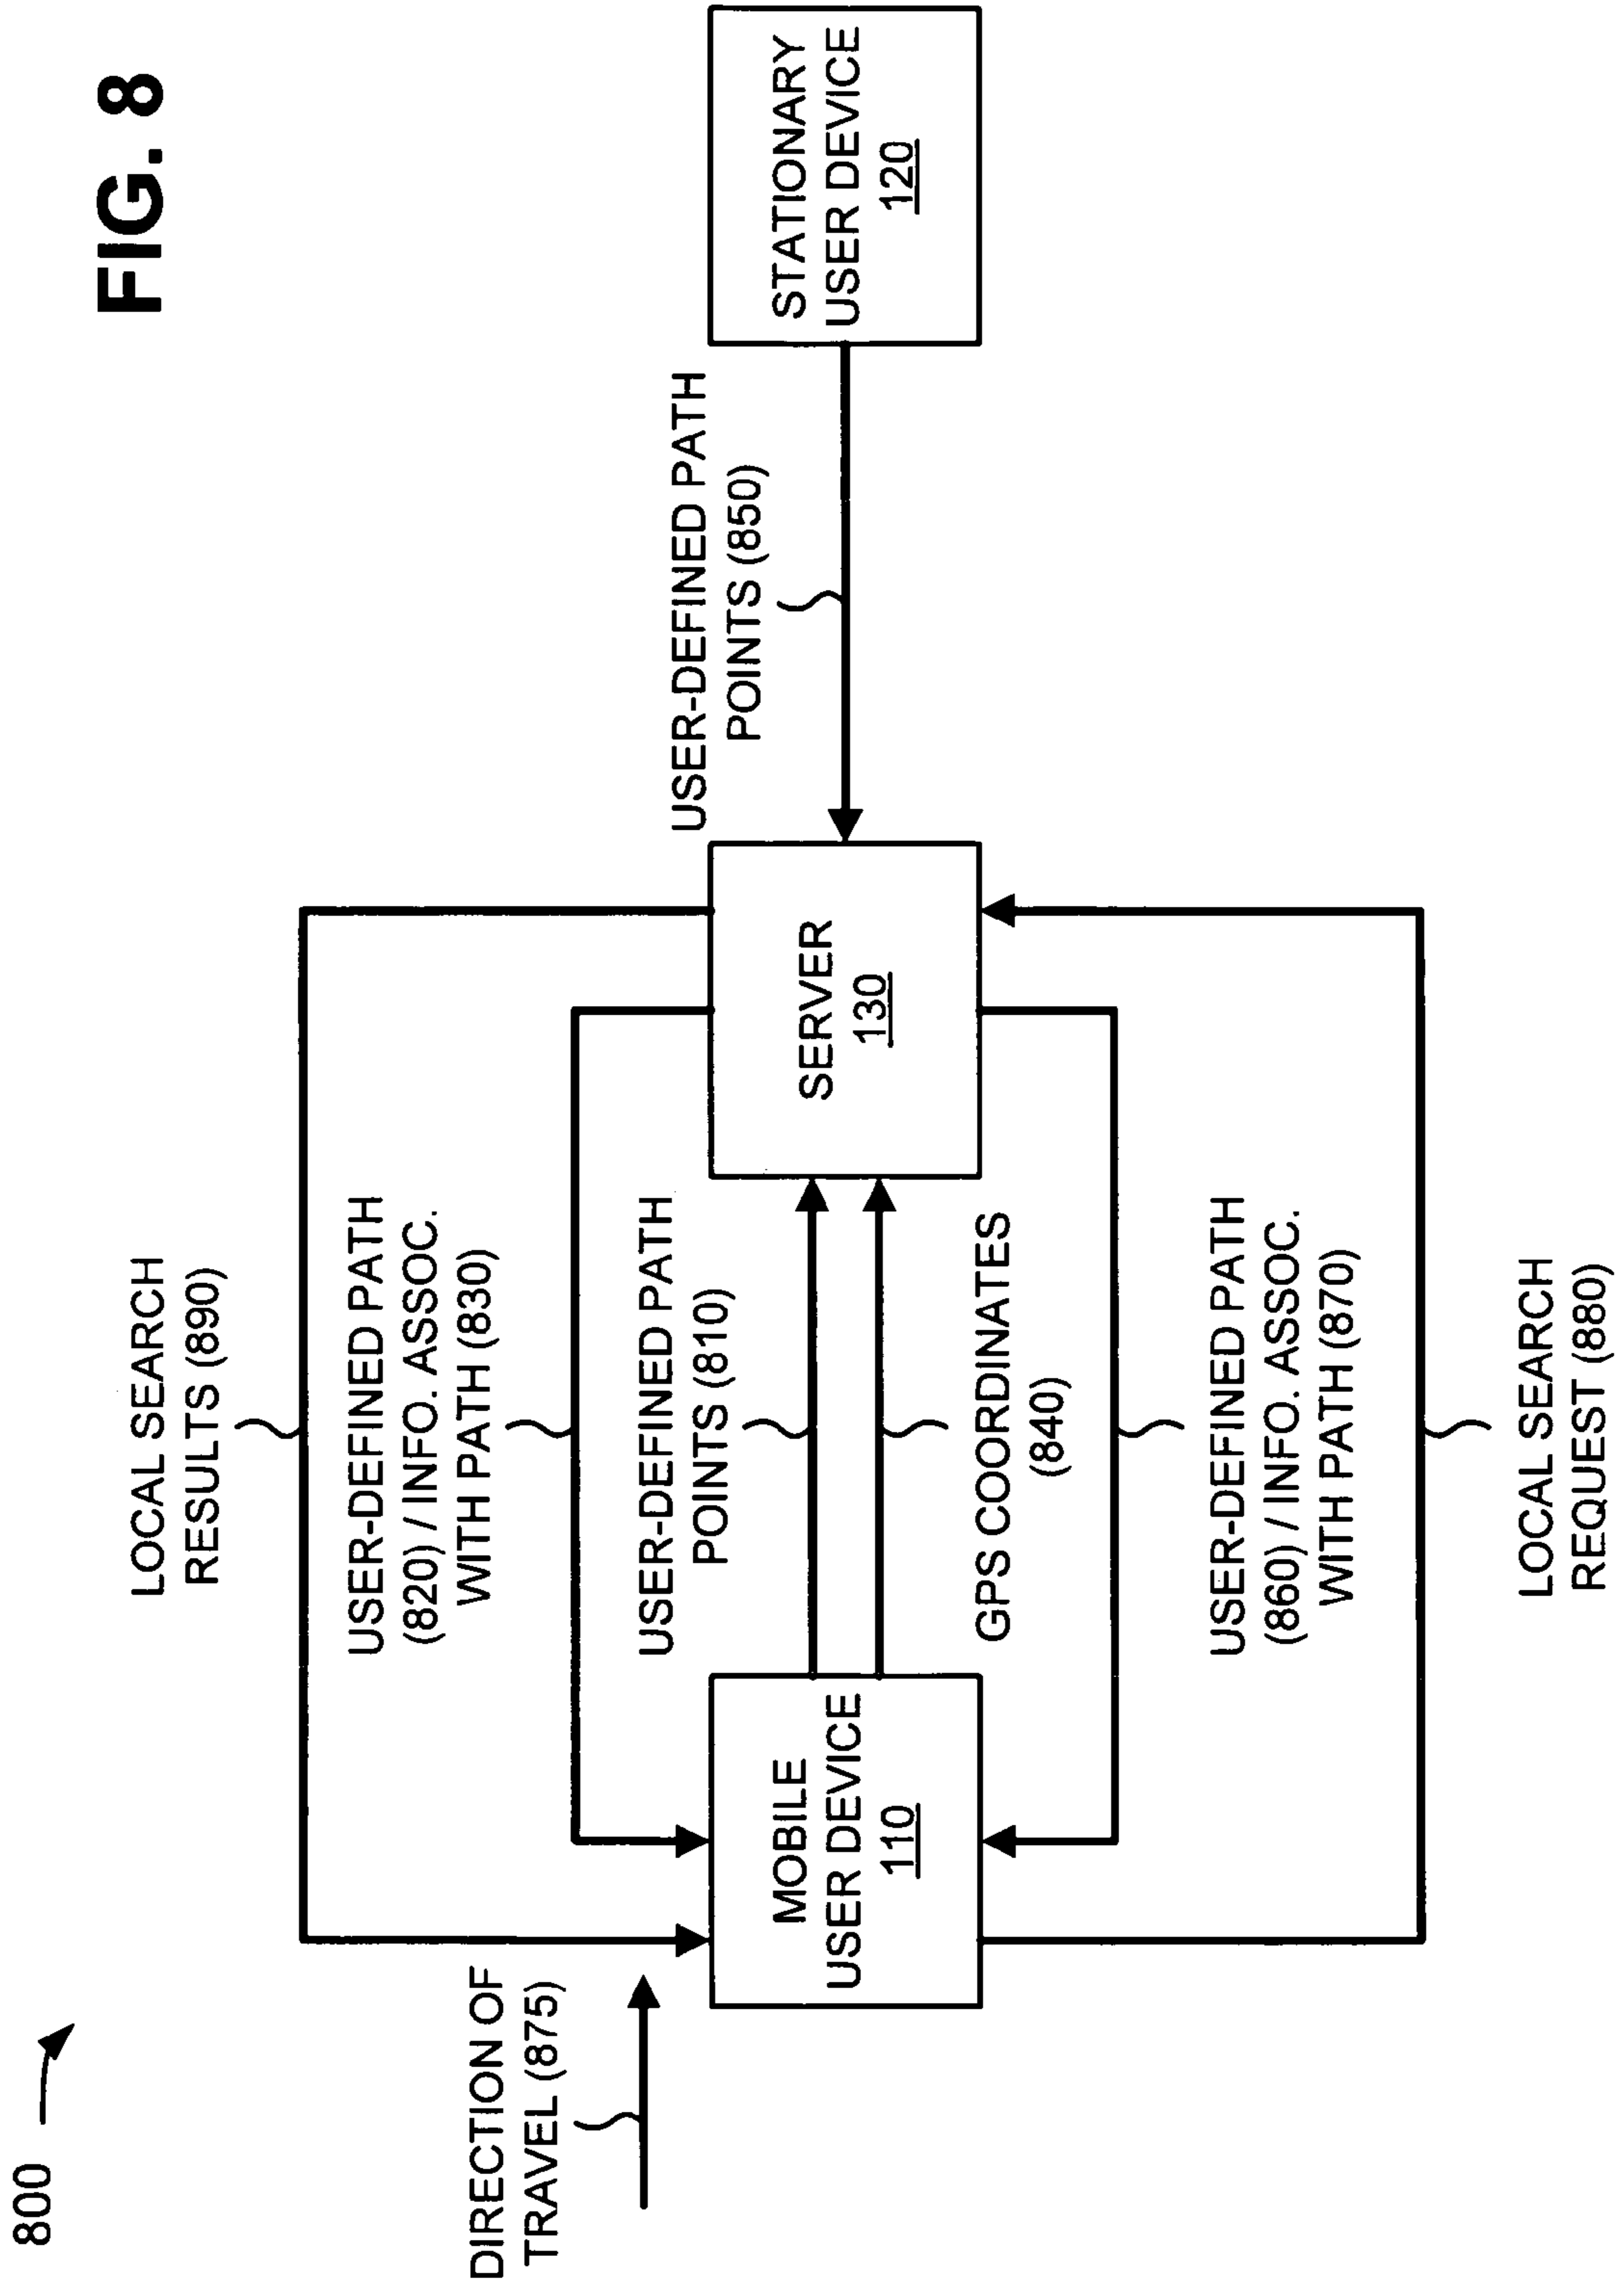 FIG. 8
800
LOCAL SEARCH
RESULTS (890)
USER-DEFINED PATH
(820) / INFO. ASSOC.
WITH PATH (830)
DIRECTION OF
TRAVEL (875)
USER-DEFINED PATH
POINTS (810)
USER-DEFINED PATH
POINTS (850)
MOBILE
USER DEVICE
110
SERVER
130
STATIONARY
USER DEVICE
120
GPS COORDINATES
(840)
USER-DEFINED PATH
(860) / INFO. ASSOC.
WITH PATH (870)
LOCAL SEARCH
REQUEST (880)